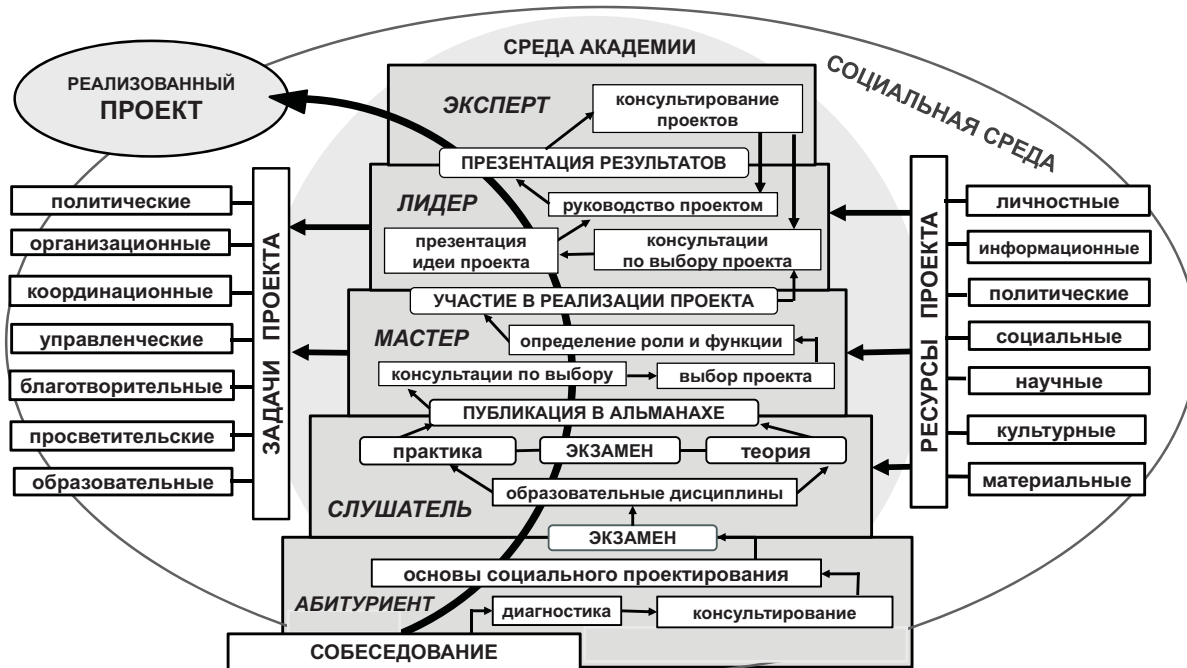 СРЕДА АКАДЕМИИ
СОЦИАЛЬНАЯ СРЕДА
РЕАЛИЗОВАННЫЙ
ПРОЕКТ
ЭКСПЕРТ
консультирование
проектов
ПРЕЗЕНТАЦИЯ РЕЗУЛЬТАТОВ
ЛИДЕР
руководство проектом
презентация
идеи проекта
консультации
по выбору проекта
УЧАСТИЕ В РЕАЛИЗАЦИИ ПРОЕКТА
МАСТЕР
определение роли и функции
консультации по выбору
выбор проекта
ПУБЛИКАЦИЯ В АЛЬМАНАХЕ
практика
ЭКЗАМЕН
теория
образовательные дисциплины
СЛУШАТЕЛЬ
ЭКЗАМЕН
основы социального проектирования
АБИТУРИЕНТ
диагностика
консультирование
СОБЕСЕДОВАНИЕ
ЗАДАЧИ ПРОЕКТА
политические
организационные
координационные
управленческие
благотворительные
просветительские
образовательные
РЕСУРСЫ ПРОЕКТА
личностные
информационные
политические
социальные
научные
культурные
материальные